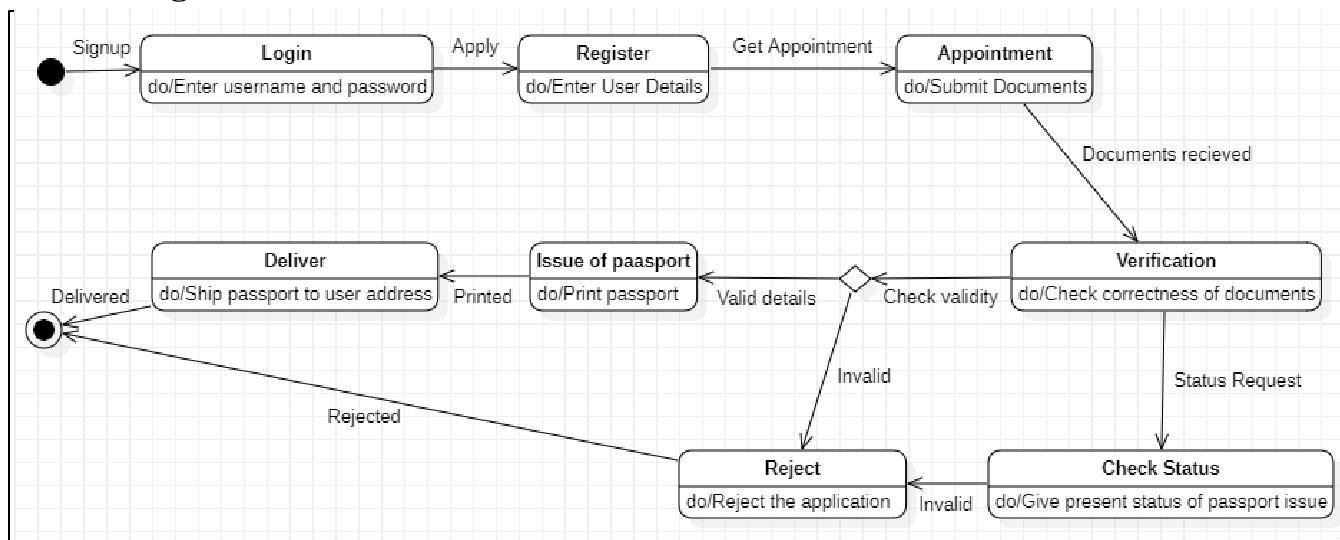 Signup
Login
do/Enter username and password
Apply
Register
do/Enter User Details
Get Appointment
Appointment
do/Submit Documents
Documents recieved
Verification
do/Check correctness of documents
Check validity
Valid details
Issue of paasport
do/Print passport
Printed
Deliver
do/Ship passport to user address
Delivered
Invalid
Status Request
Rejected
Reject
do/Reject the application
Invalid
Check Status
do/Give present status of passport issue